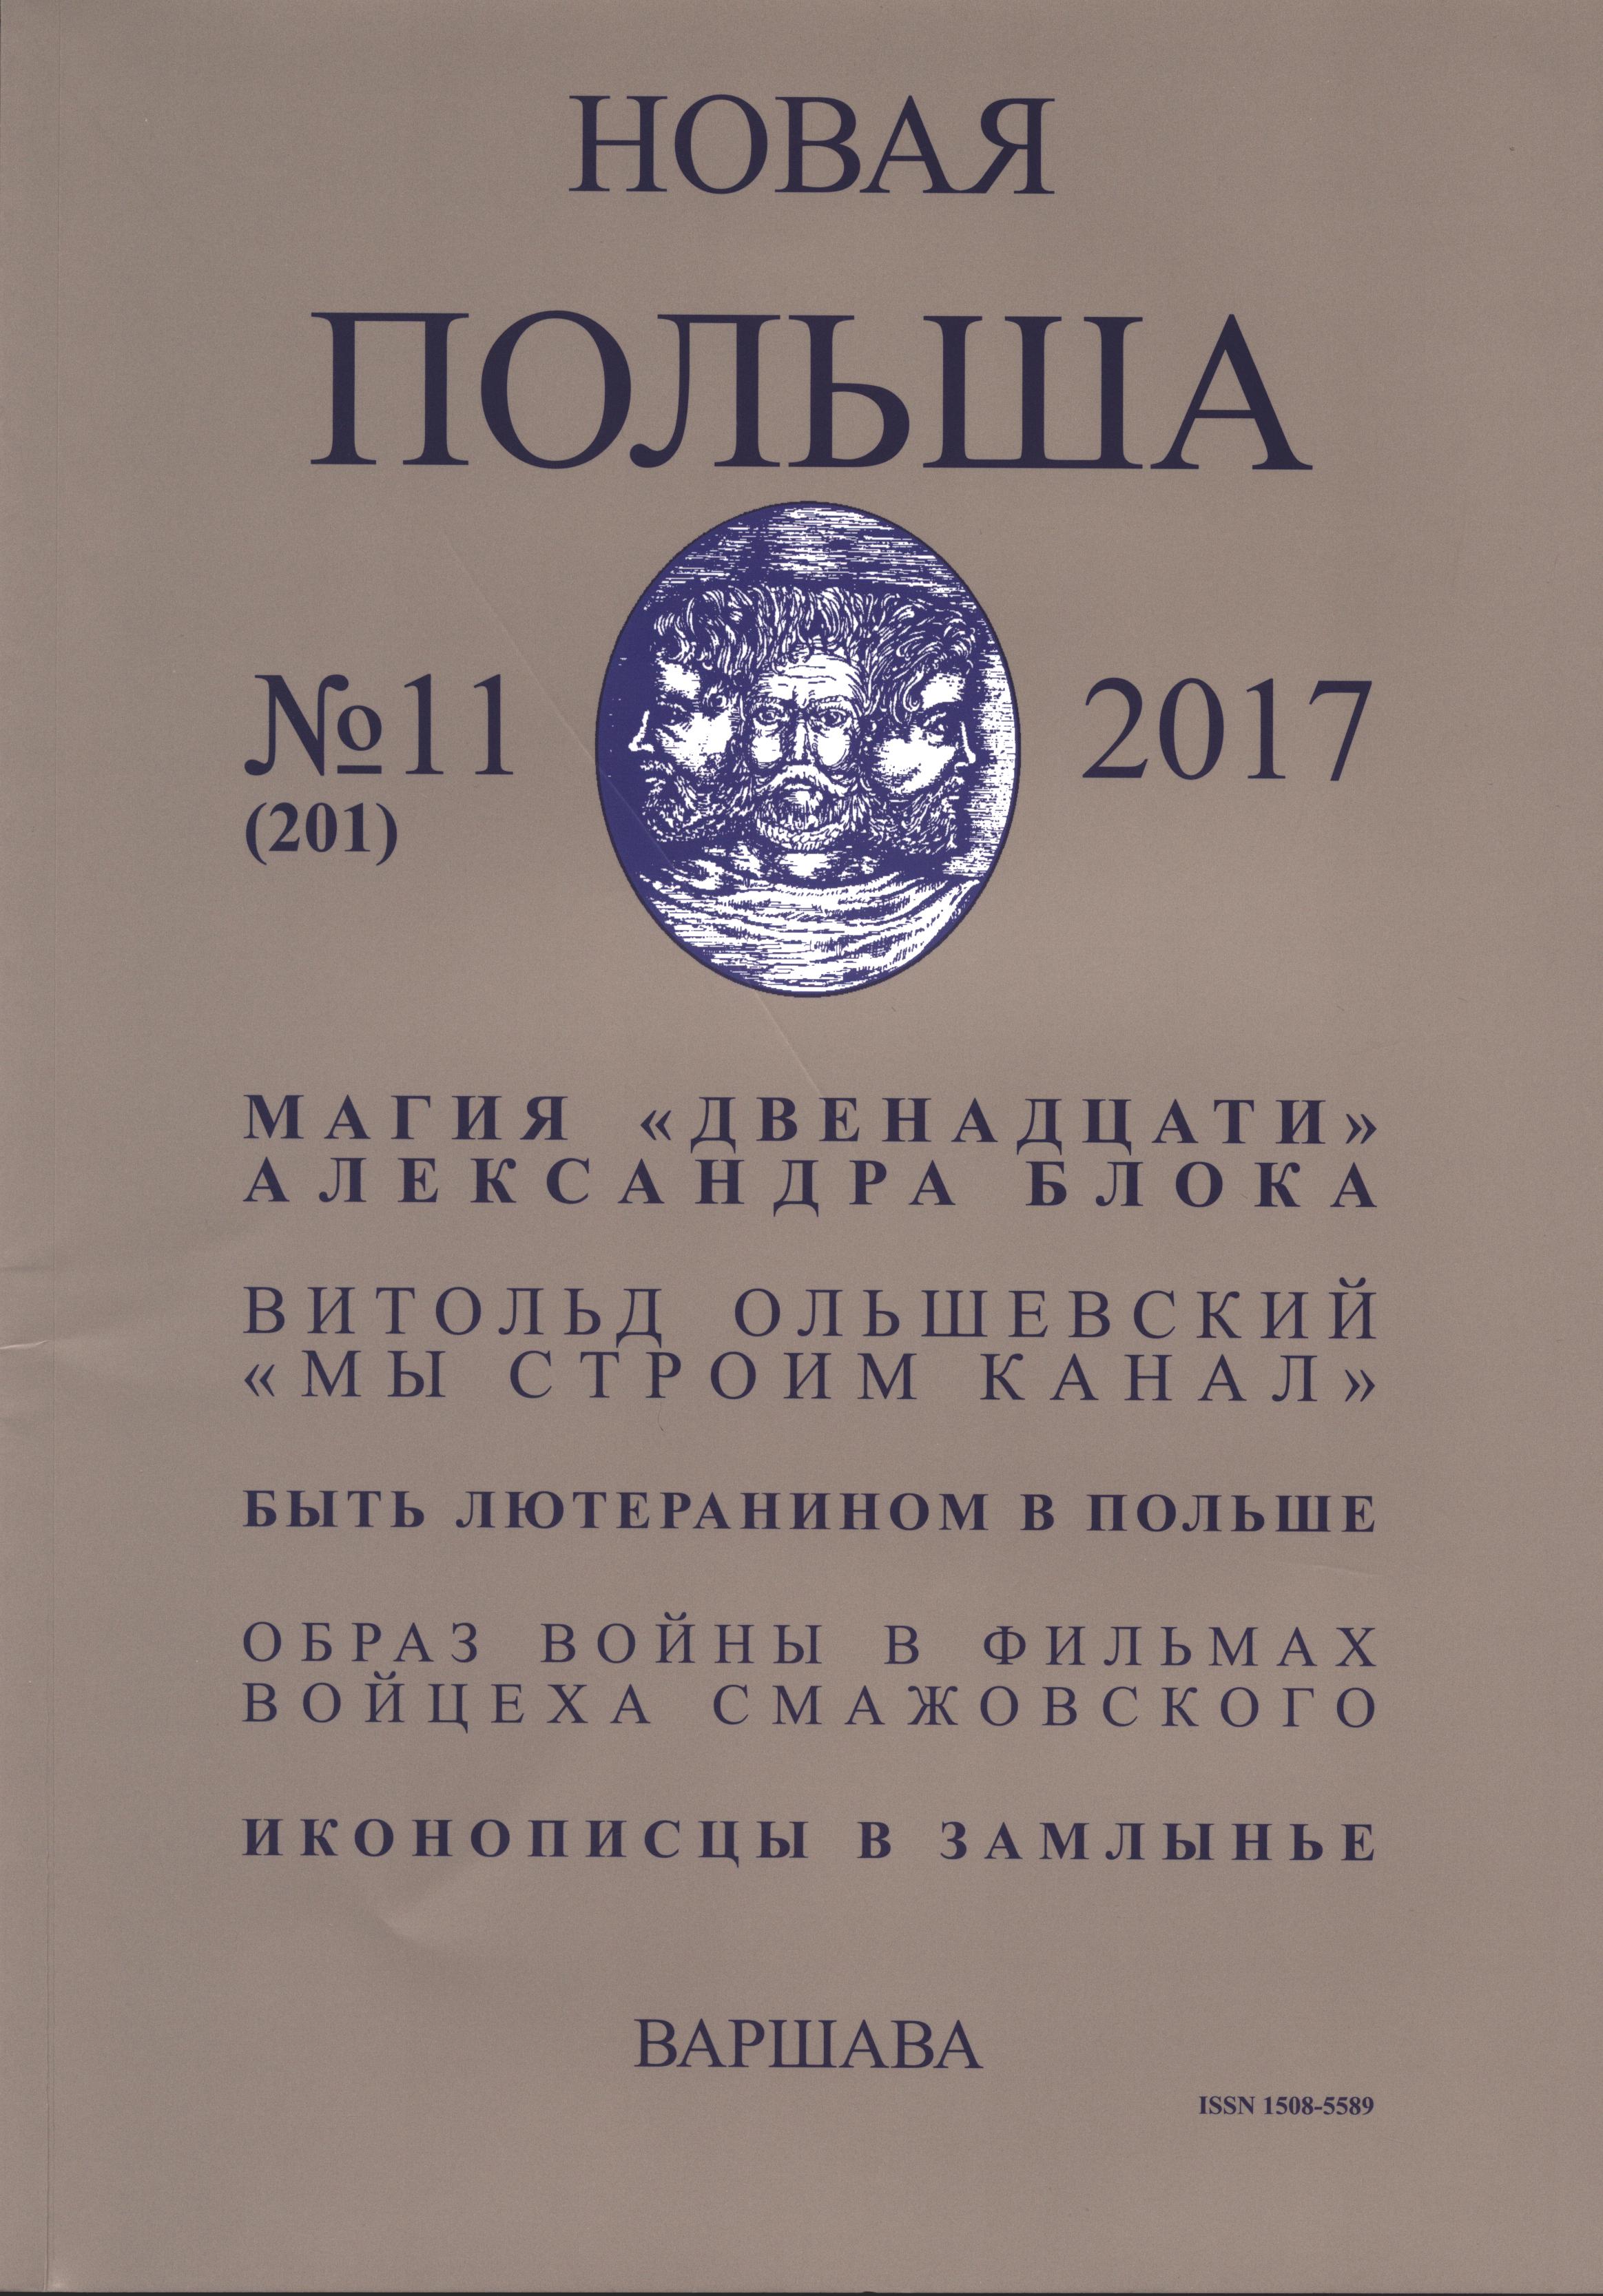 НОВАЯ
ПОЛЬША
№11
2017
(201)
МАГИЯ «ДВЕНАДЦАТИ»
АЛЕКСАНДРА БЛОКА
ВИТОЛЬД ОЛЬШЕВСКИЙ
«МЫ СТРОИМ КАНАЛ»
БЫТЬ ЛЮТЕРАНИНОМ В ПОЛЬШЕ
ОБРАЗ ВОЙНЫ В ФИЛЬМАХ
ВОЙЦЕХА СМАЖОВСКОГО
ИКОНОПИСЦЫ В ЗАМЛЫНЬЕ
ВАРШАВА
ISSN 1508-5589